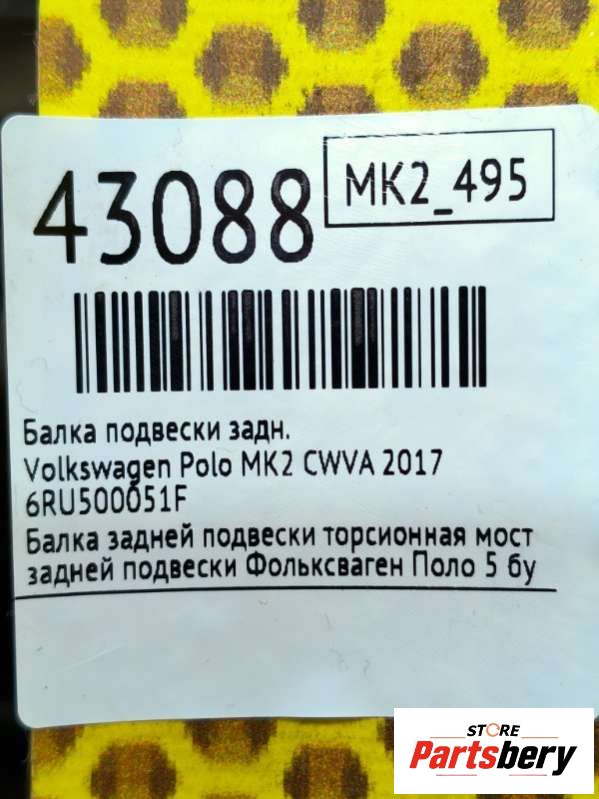 43088
MK2_495
Балка подвески задн.
Volkswagen Polo MK2 CWVA 2017
6RU500051F
Балка задней подвески торсионная мост
задней подвески Фольксваген Поло 5 бу
STORE
Partsbery